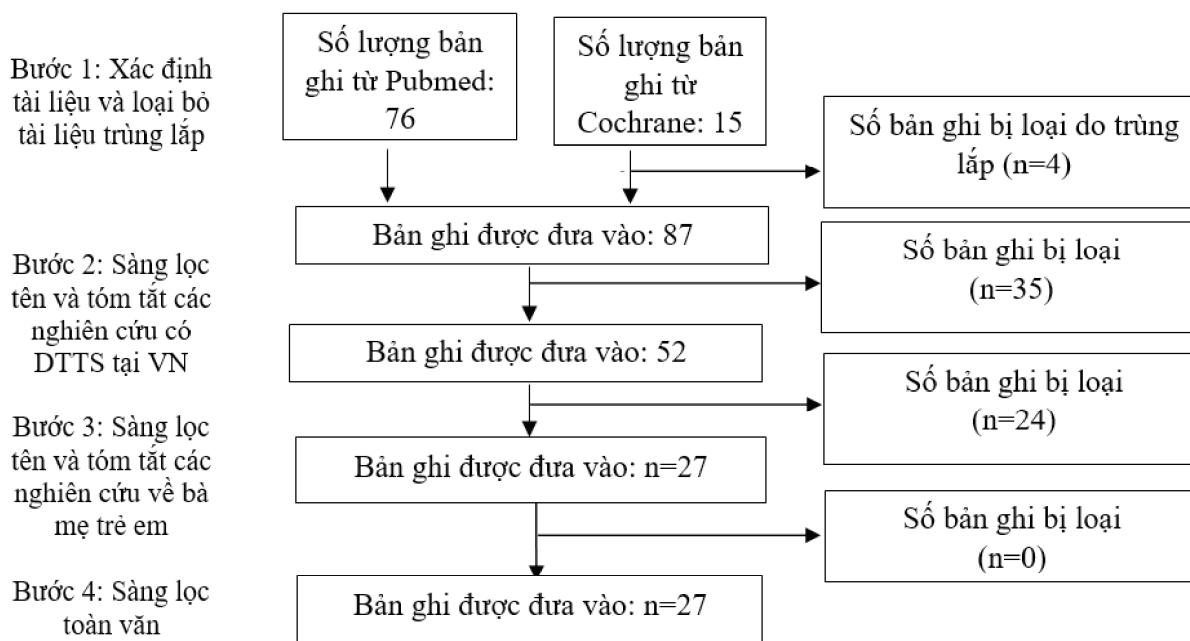 Bước 1: Xác định
tài liệu và loại bỏ
tài liệu trùng lắp
Số lượng bản
ghi từ Pubmed:
76
Số lượng bản
ghi từ
Cochrane: 15
Số bản ghi bị loại do trùng
lắp (n=4)
Bản ghi được đưa vào: 87
Bước 2: Sàng lọc
tên và tóm tắt các
nghiên cứu có
DTTS tại VN
Số bản ghi bị loại
(n=35)
Bản ghi được đưa vào: 52
Bước 3: Sàng lọc
tên và tóm tắt các
nghiên cứu về bà
mẹ trẻ em
Số bản ghi bị loại
(n=24)
Bản ghi được đưa vào: n=27
Số bản ghi bị loại
(n=0)
Bước 4: Sàng lọc
toàn văn
Bản ghi được đưa vào: n=27